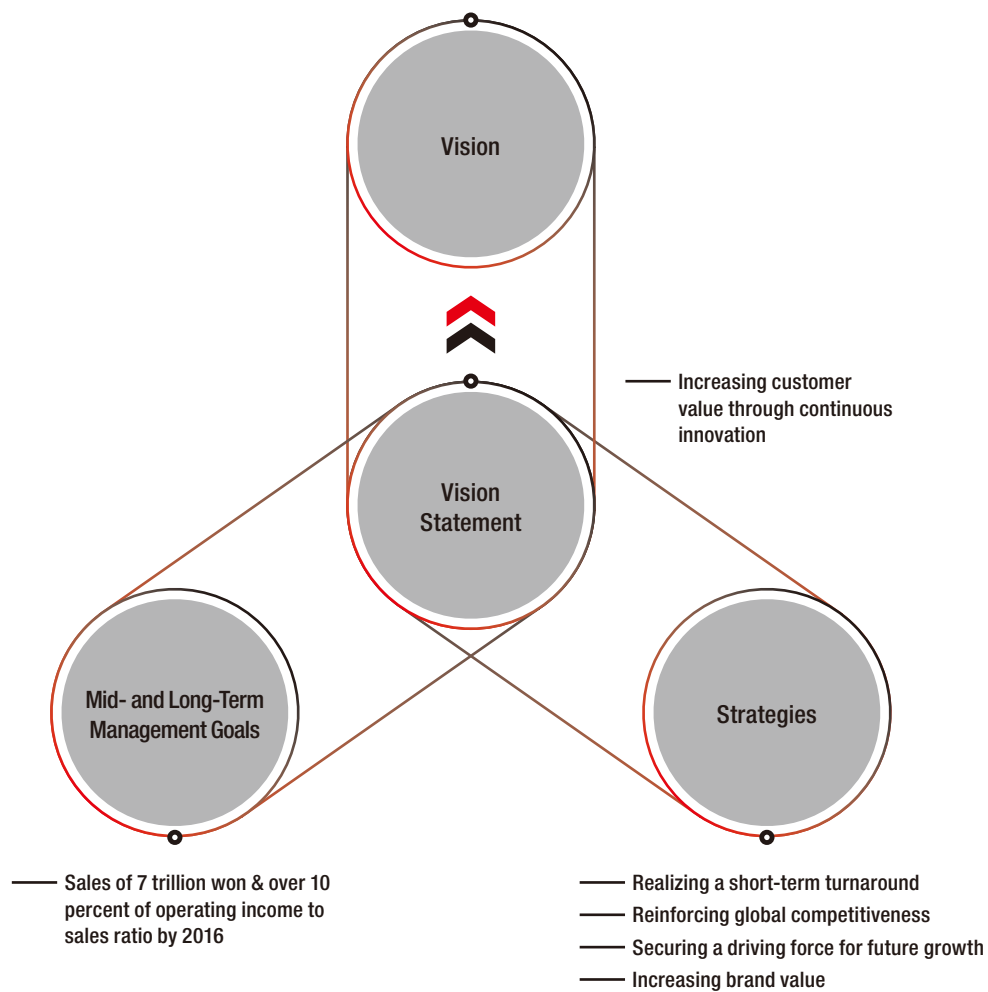 Vision
Increasing customer
value through continuous
innovation
Vision
Statement
Mid- and Long-Term
Management Goals
Strategies
Sales of 7 trillion won & over 10
percent of operating income to
sales ratio by 2016
Realizing a short-term turnaround
Reinforcing global competitiveness
Securing a driving force for future growth
Increasing brand value